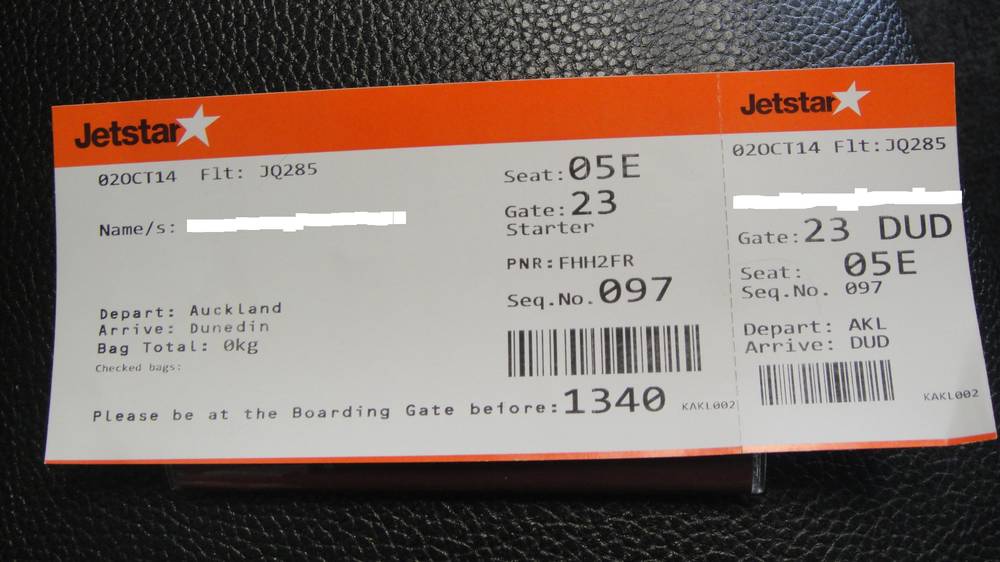 Jetstar
02OCT14 Flt: JQ285
Name/s:
Depart: Auckland
Arrive: Dunedin
Bag Total: 0kg
Checked bags:
Seat: 05E
Gate: 23
Starter
PNR: FHH2FR
Seq.No. 097
Please be at the Boarding Gate before: 1340
KAKL002
Jetstar
02OCT14 Flt:JQ285
Gate: 23 DUD
Seat: 05E
Seq.No. 097
Depart: AKL
Arrive: DUD
KAKL002